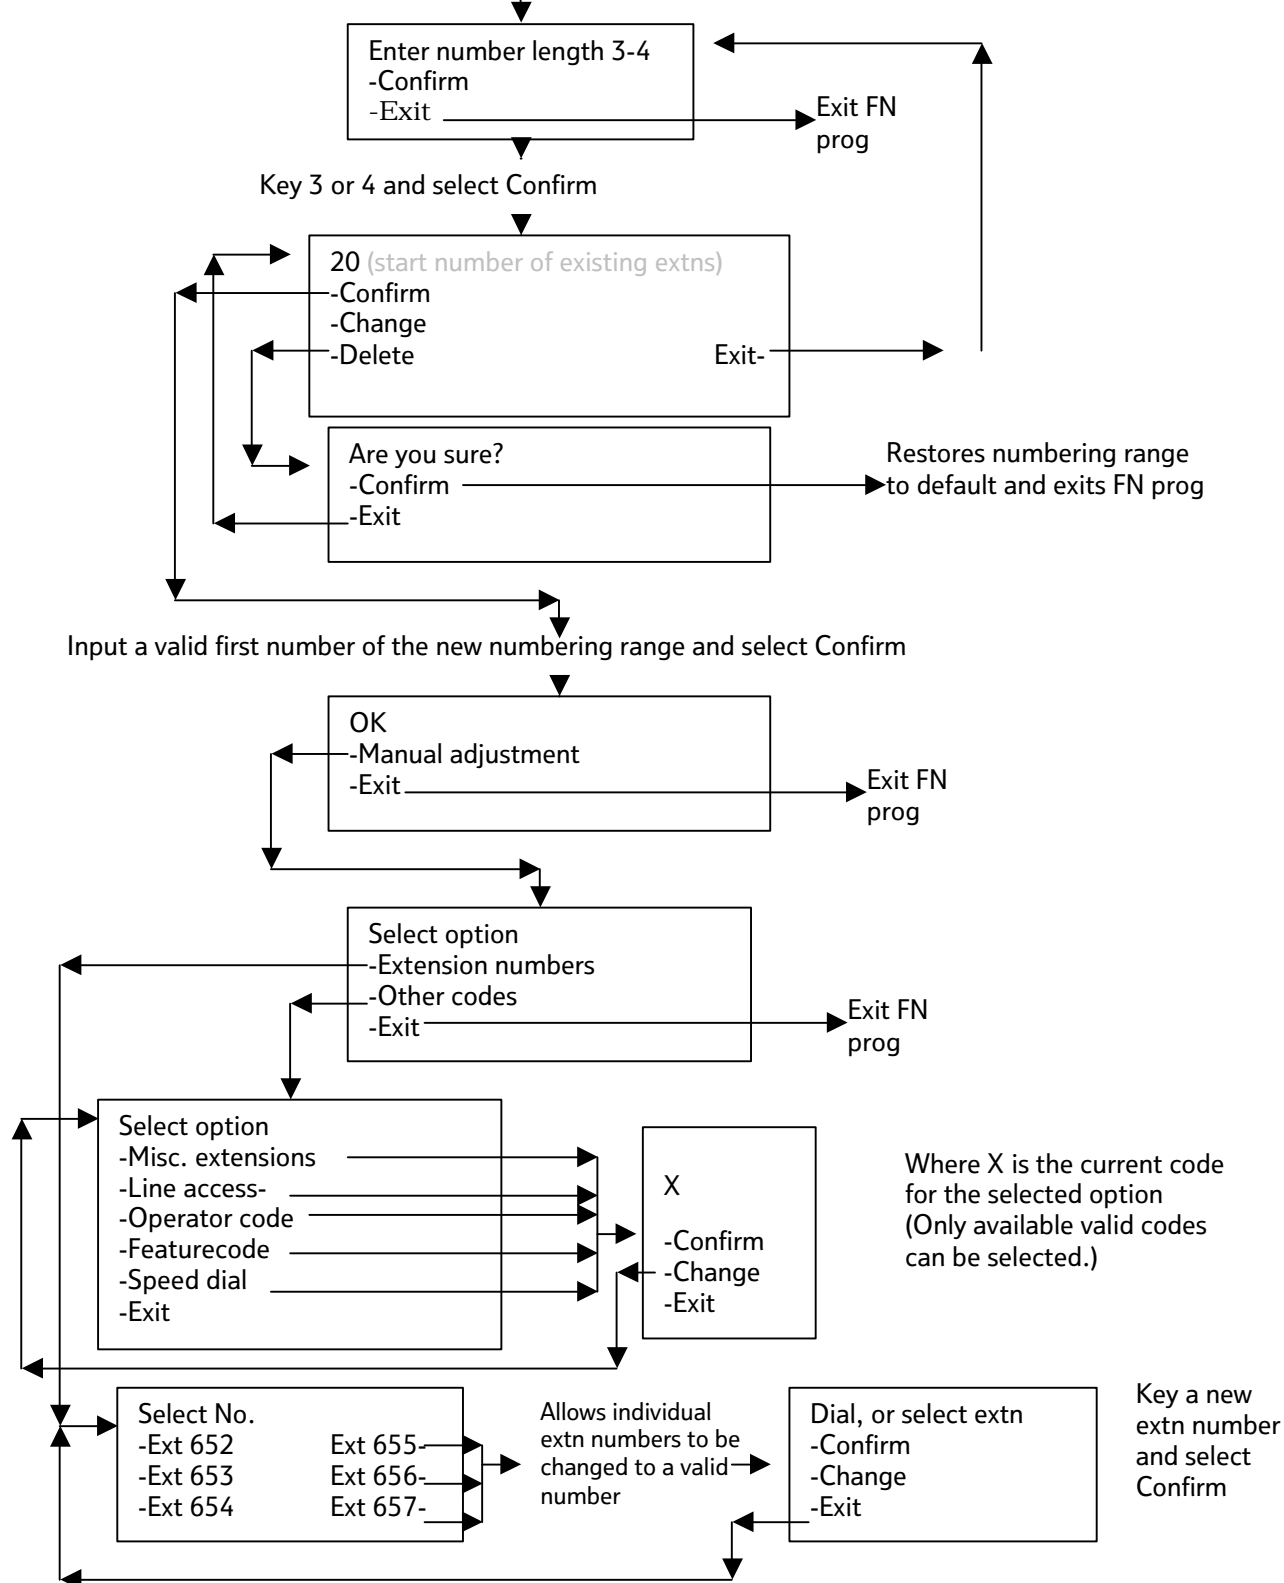 Enter number length 3-4
-Confirm
-Exit
Exit FN
prog
Key 3 or 4 and select Confirm
20 (start number of existing extns)
-Confirm
-Change
-Delete
Exit-
Are you sure?
-Confirm
-Exit
Restores numbering range
to default and exits FN prog
Input a valid first number of the new numbering range and select Confirm
OK
-Manual adjustment
-Exit
Exit FN
prog
Select option
-Extension numbers
-Other codes
-Exit
Exit FN
prog
Select option
-Misc. extensions
-Line access-
-Operator code
-Featurecode
-Speed dial
-Exit
X
-Confirm
-Change
-Exit
Where X is the current code
for the selected option
(Only available valid codes
can be selected.)
Select No.
-Ext 652 Ext 655-
-Ext 653 Ext 656-
-Ext 654 Ext 657-
Allows individual
extn numbers to be
changed to a valid
number
Dial, or select extn
-Confirm
-Change
-Exit
Key a new
extn number
and select
Confirm